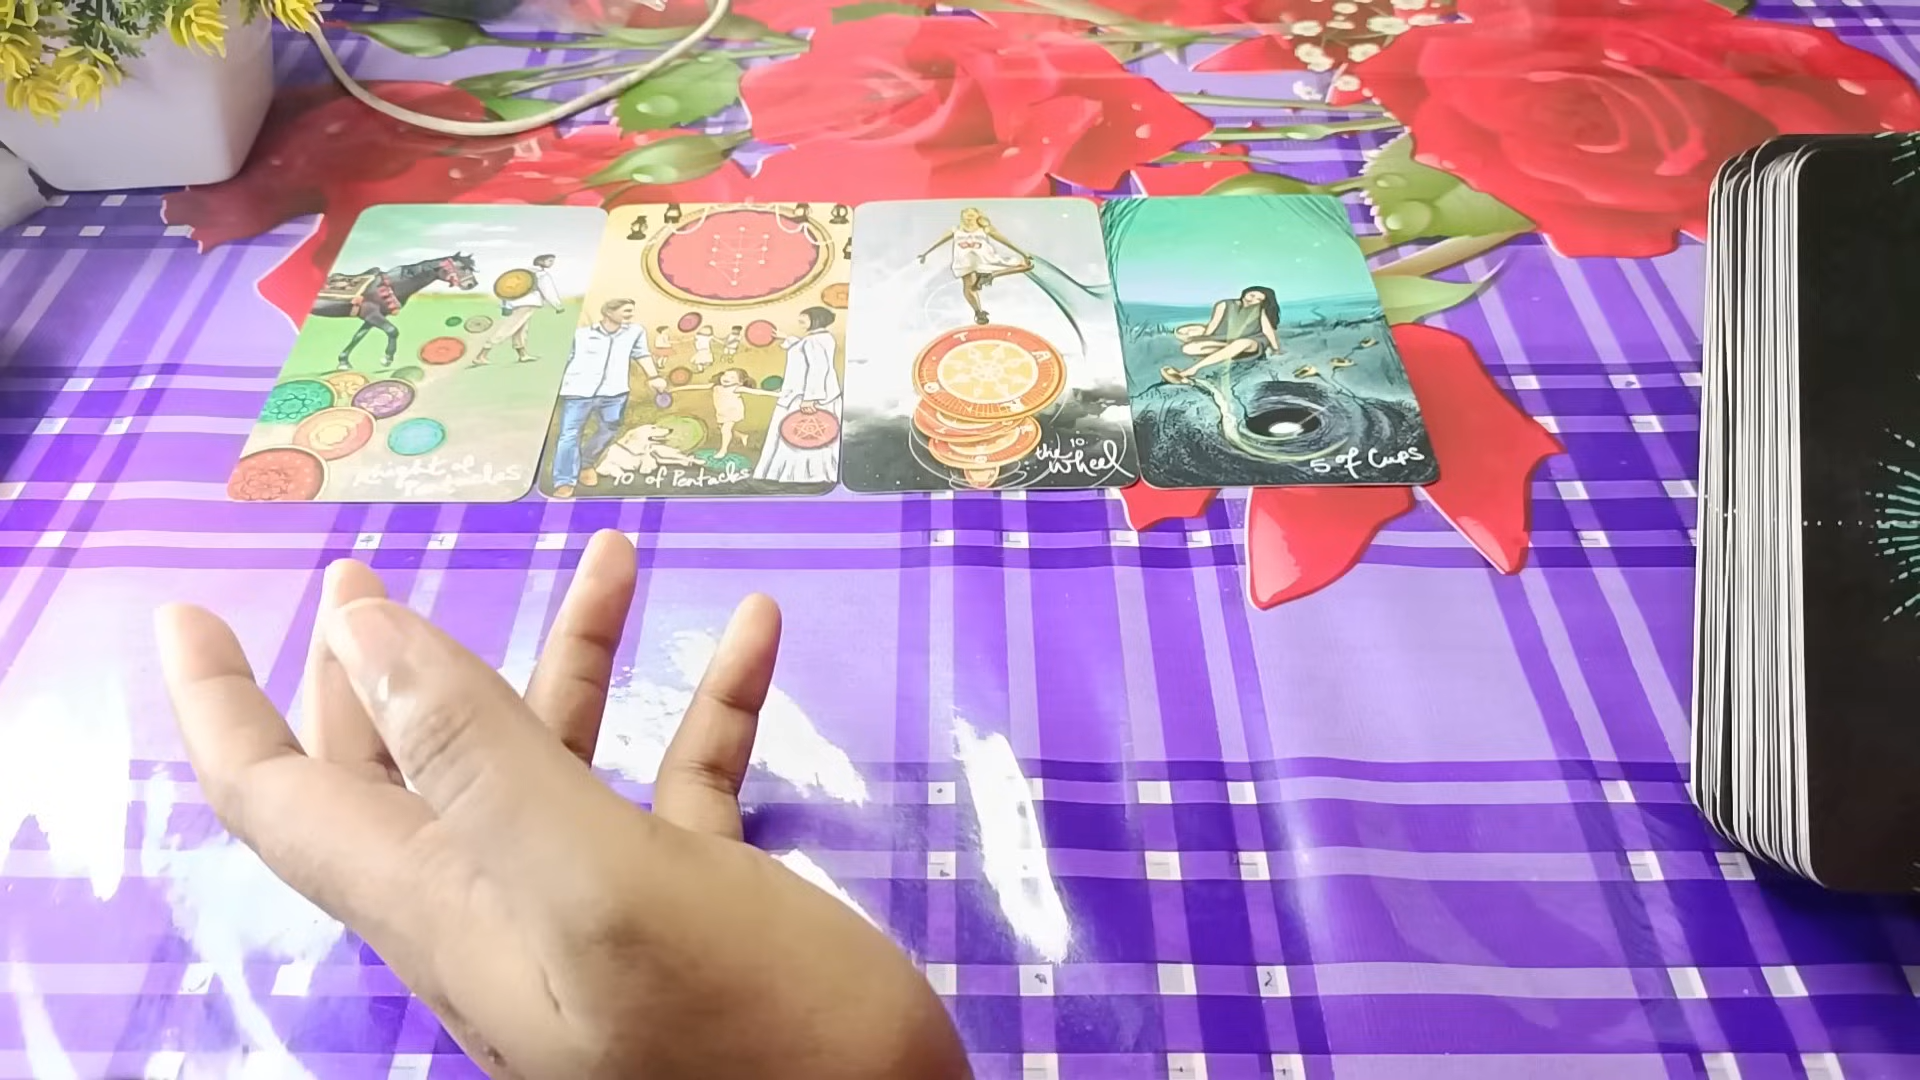 Knight of
Pentacles
10 of Pentacles
10
the Wheel
5 of Cups